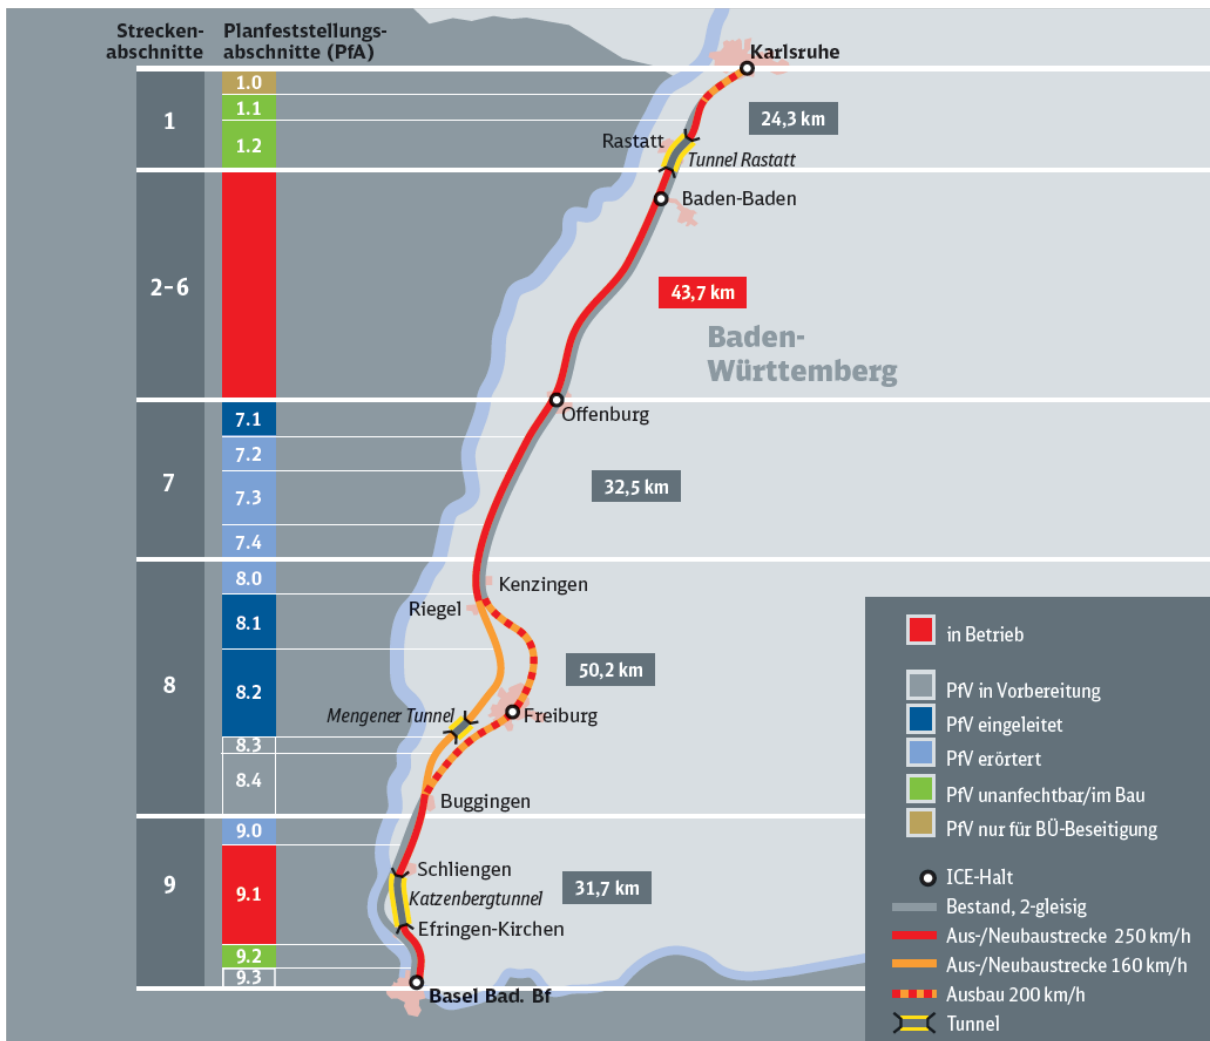 Strecken-
abschnitte
Planfeststellungs-
abschnitte (PfA)
Karlsruhe
1.0
1.1
1
24,3 km
1.2
Rastatt
Tunnel Rastatt
Baden-Baden
2–6
43,7 km
Baden-
Württemberg
7.1
Offenburg
7.2
7
7.3
32,5 km
7.4
8.0
Kenzingen
Riegel
8.1
8
50,2 km
8.2
Mengener Tunnel
Freiburg
8.3
8.4
Buggingen
9.0
Schliengen
9
9.1
31,7 km
Katzenbergtunnel
Efringen-Kirchen
9.2
9.3
Basel Bad. Bf
in Betrieb
PfV in Vorbereitung
PfV eingeleitet
PfV erörtert
PfV unanfechtbar/im Bau
PfV nur für BÜ-Beseitigung
ICE-Halt
Bestand, 2-gleisig
Aus-/Neubaustrecke 250 km/h
Aus-/Neubaustrecke 160 km/h
Ausbau 200 km/h
Tunnel